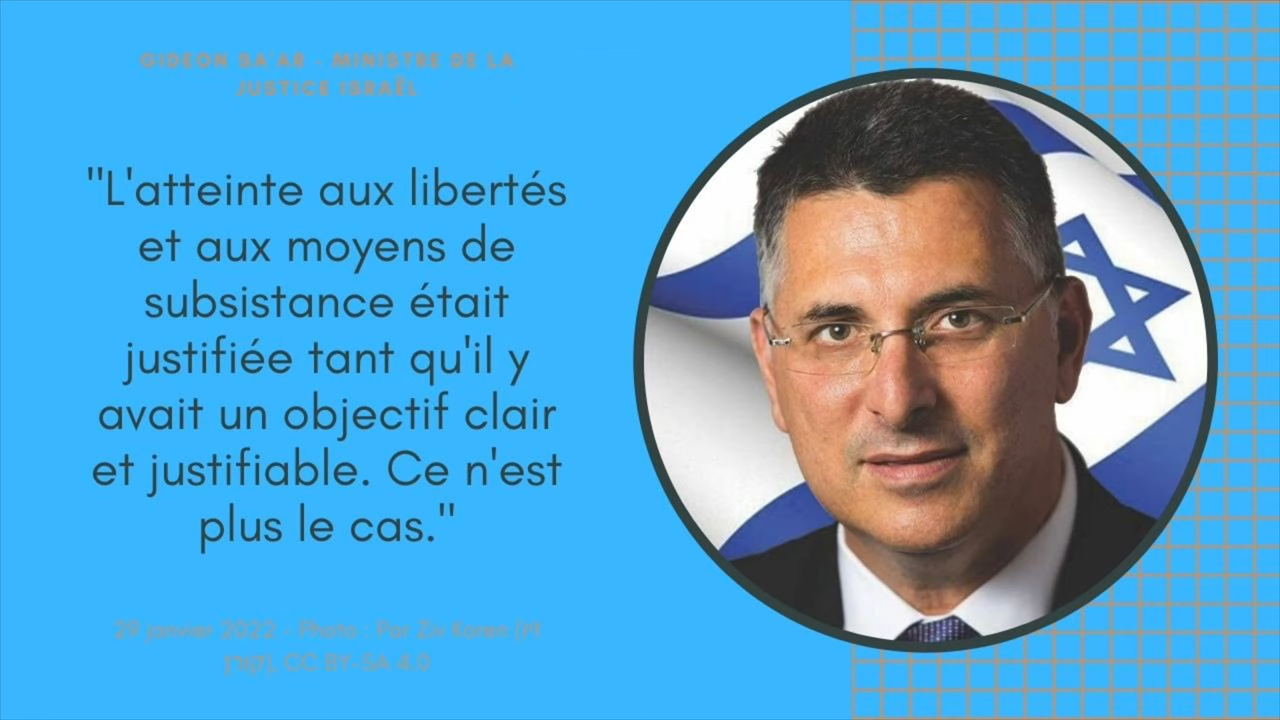 GIDEON SA'AR - MINISTRE DE LA
JUSTICE ISRAËL
"L'atteinte aux libertés
et aux moyens de
subsistance était
justifiée tant qu'il y
avait un objectif clair
et justifiable. Ce n'est
plus le cas."
29 janvier 2022 - Photo : Par Ziv Koren (זיו
קורן), CC BY-SA 4.0